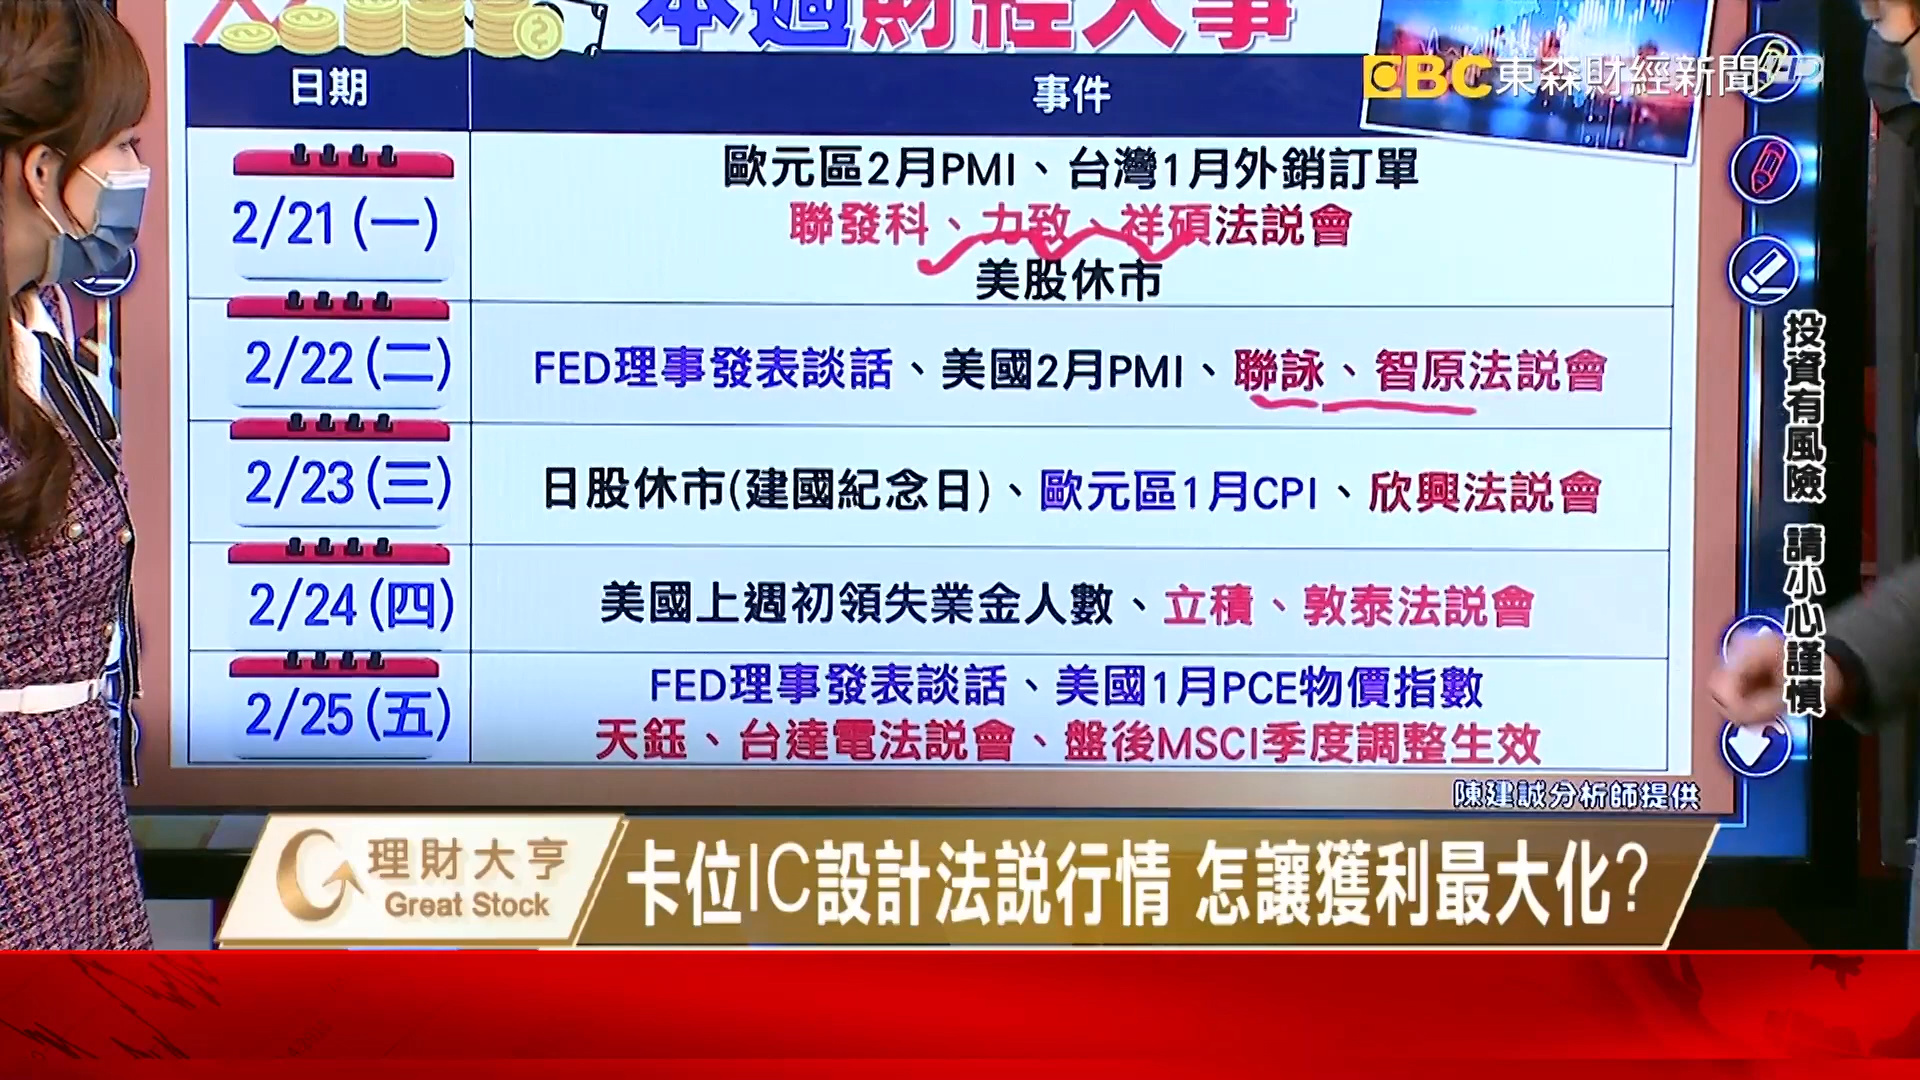 本週財經大事
EBC東森財經新聞
日期
事件
2/21(一)
歐元區2月PMI、台灣1月外銷訂單
聯發科、力致、祥碩法説會
美股休市
2/22(二)
FED理事發表談話、美國2月PMI、聯詠、智原法説會
2/23(三)
日股休市(建國紀念日)、歐元區1月CPI、欣興法説會
2/24(四)
美國上週初領失業金人數、立積、敦泰法説會
2/25(五)
FED理事發表談話、美國1月PCE物價指數
天鈺、台達電法説會、盤後MSCI季度調整生效
陳建誠分析師提供
投資有風險 請小心謹慎
理財大亨
Great Stock
卡位IC設計法説行情 怎讓獲利最大化?